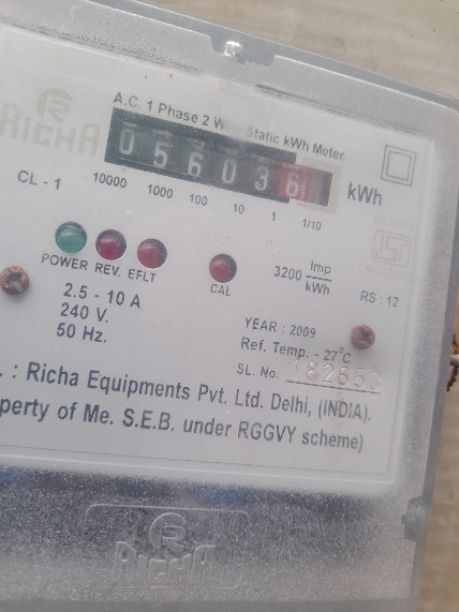 RICHA
A.C. 1 Phase 2 W Static kWh Meter.
0 5 6 0 3 6 kWh
CL - 1 10000 1000 100 10 1 1/10
POWER REV. EFLT CAL
3200 Imp/kWh
RS : 12
2.5 - 10 A
240 V.
50 Hz.
YEAR : 2009
Ref. Temp. - 27°C
SL. No. 182653
. : Richa Equipments Pvt. Ltd. Delhi, (INDIA).
perty of Me. S.E.B. under RGGVY scheme)
RICHA